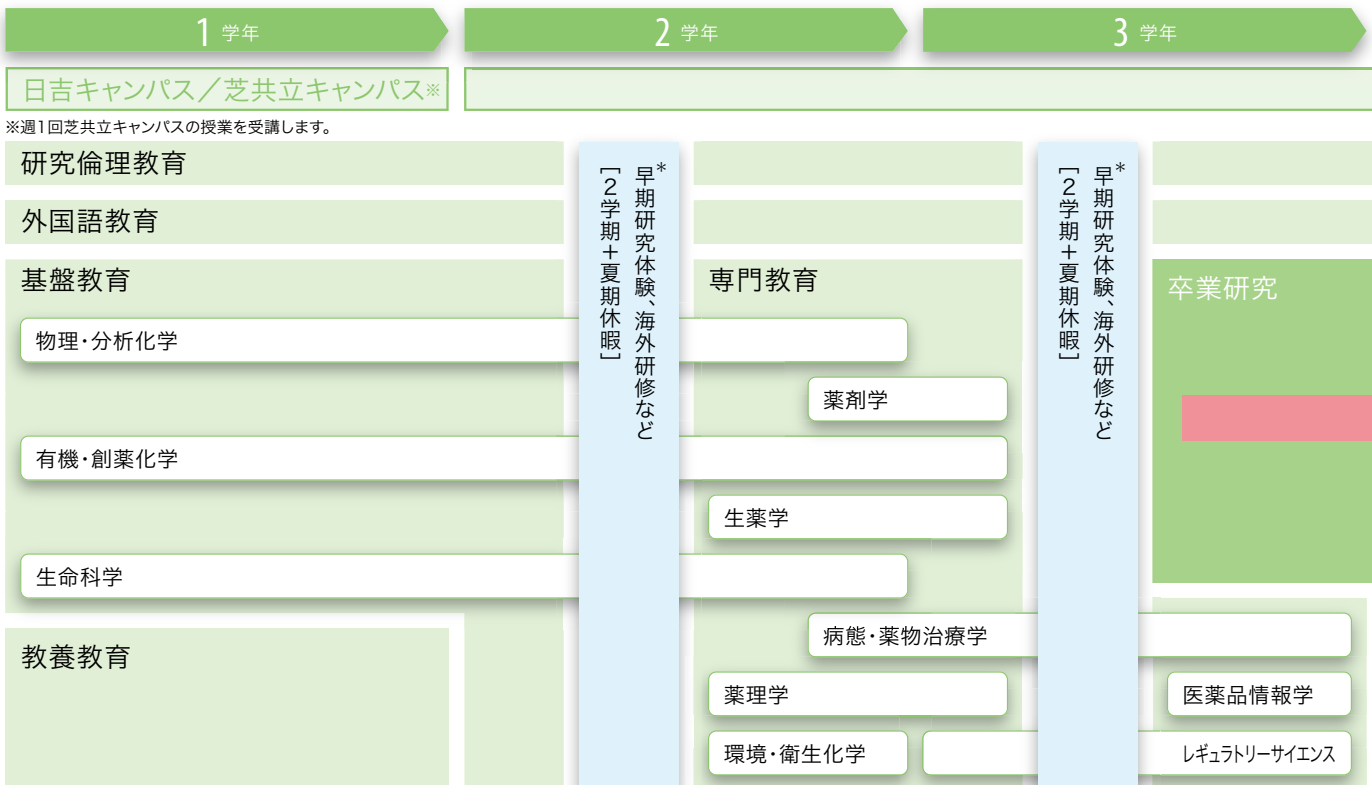 1 学年
2 学年
3 学年
日吉キャンパス／芝共立キャンパス※
※週1回芝共立キャンパスの授業を受講します。
研究倫理教育
外国語教育
基盤教育
物理・分析化学
有機・創薬化学
生命科学
教養教育
＊早期研究体験、海外研修など
［2学期＋夏期休暇］
専門教育
薬剤学
生薬学
病態・薬物治療学
薬理学
環境・衛生化学
＊早期研究体験、海外研修など
［2学期＋夏期休暇］
卒業研究
医薬品情報学
レギュラトリーサイエンス